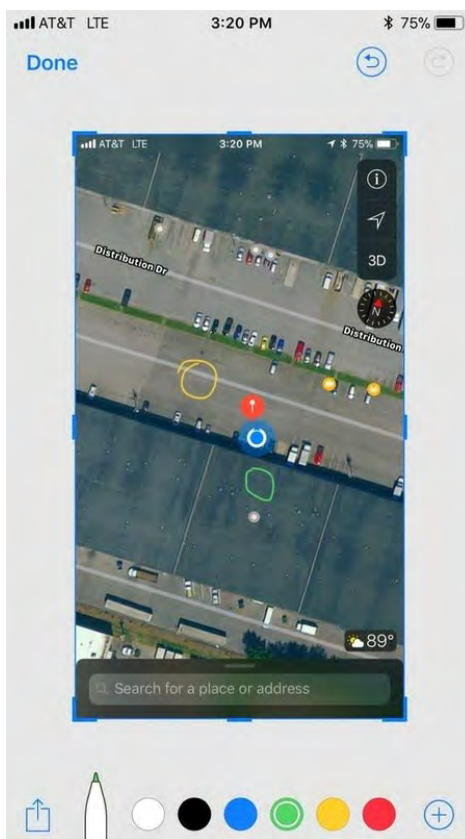 AT&T LTE 3:20 PM 75%
Done
AT&T LTE 3:20 PM 75%
3D
N
Distribution Dr
Distribution
89°
Search for a place or address